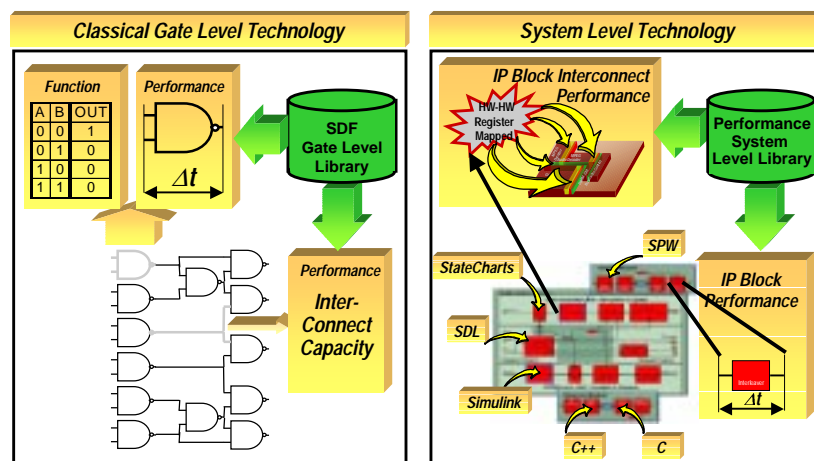 Classical Gate Level Technology
Function
A B OUT
0 0 1
0 1 0
1 0 0
1 1 0
Performance
Δt
SDF
Gate Level
Library
Performance
Inter-
Connect
Capacity
System Level Technology
IP Block Interconnect
Performance
HW-HW
Register
Mapped
Performance
System
Level Library
SPW
StateCharts
SDL
Simulink
C++
C
IP Block
Performance
Interleaver
Δt